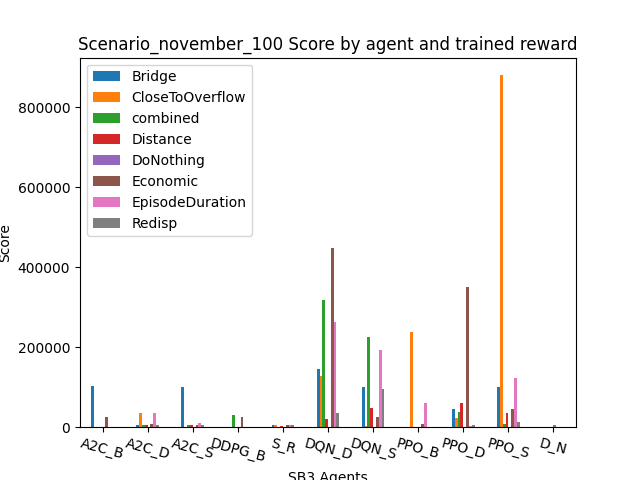 Scenario_november_100 Score by agent and trained reward
Bridge
CloseToOverflow
combined
Distance
DoNothing
Economic
EpisodeDuration
Redisp
800000
600000
400000
200000
0
Score
A2C_B
A2C_D
A2C_S
DDPG_B
S_R
DQN_D
DQN_S
PPO_B
PPO_D
PPO_S
D_N
SB3 Agents